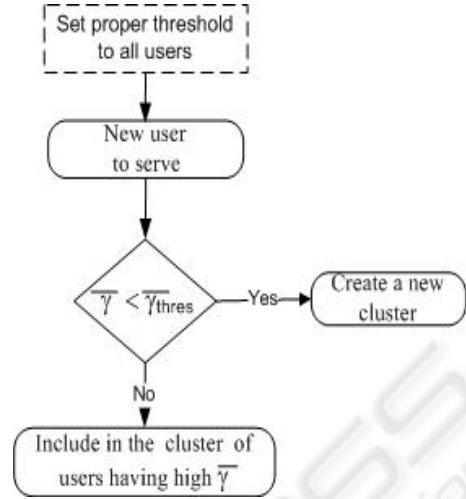 Set proper threshold
to all users
New user
to serve
γ̅ < γ̅thres
Yes
Create a new
cluster
No
Include in the cluster of
users having high γ̅